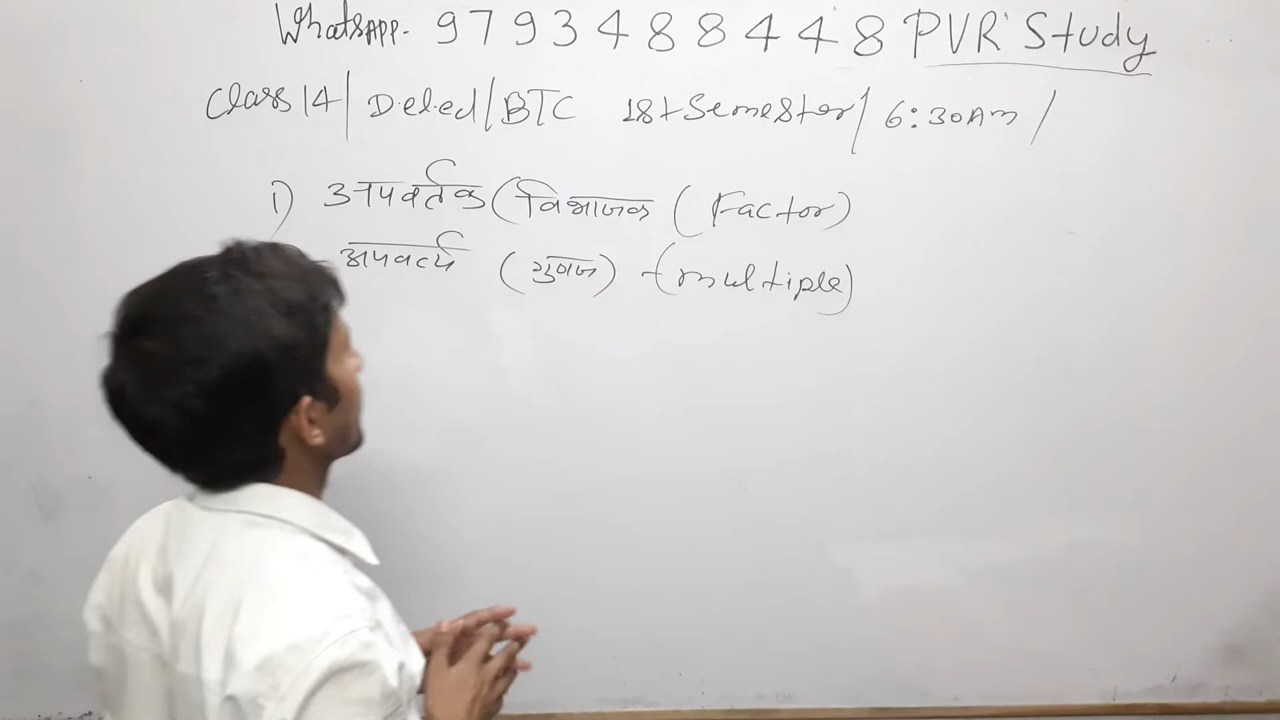 WhatsAPP- 9793488448 PVR Study
Class 14/ D.el.ed/BTC 1st Semester/ 6:30Am /
1) अपवर्तक (विभाजक (Factor)
अपवर्त्य (गुणज) - (multiple)